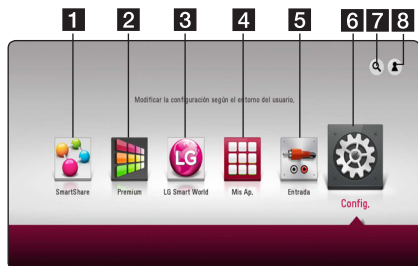 1 2 3 4 5 6 7 8
Modificar la configuración según el entorno del usuario.
LG
SmartShare Premium LG Smart World Mis Ap. Entrada Config.